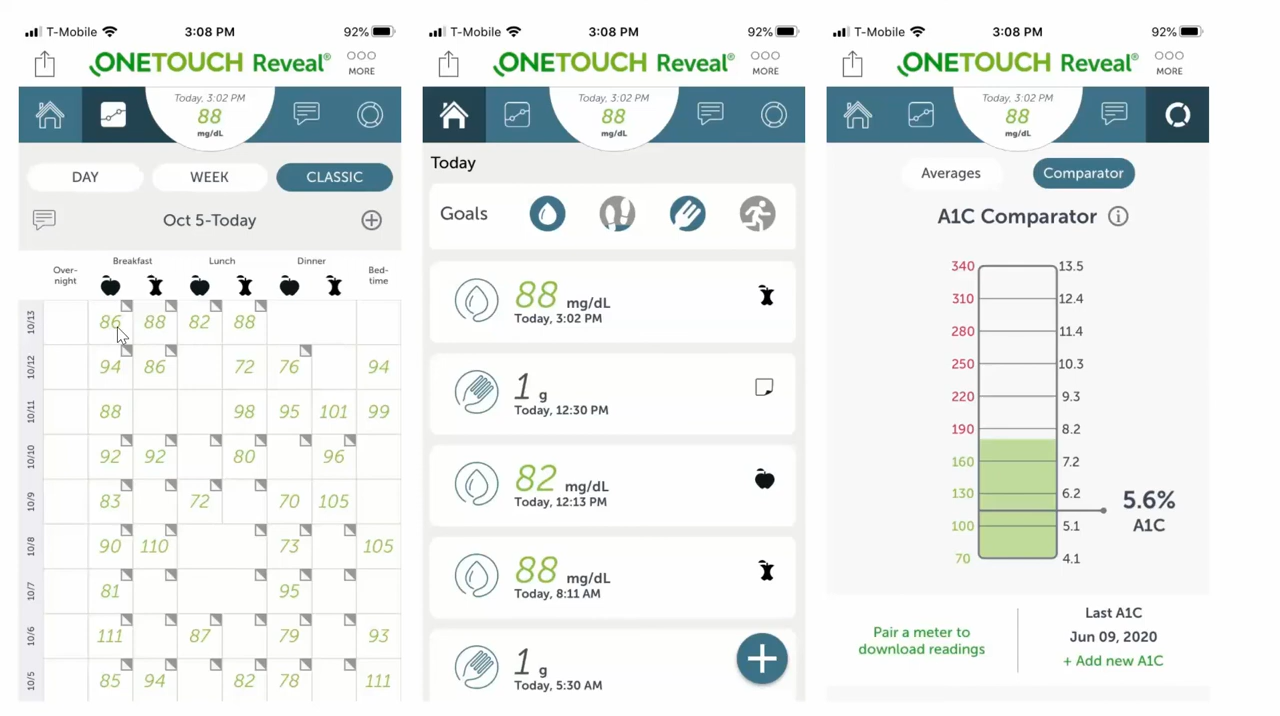 T-Mobile 3:08 PM 92%
ONETOUCH Reveal®
MORE
Today, 3:02 PM
88
mg/dL
DAY WEEK CLASSIC
Oct 5-Today
Over-night Breakfast Lunch Dinner Bed-time
10/13 86 88 82 88
10/12 94 86 72 76 94
10/11 88 98 95 101 99
10/10 92 92 80 96
10/9 83 72 70 105
10/8 90 110 73 105
10/7 81 95
10/6 111 87 79 93
10/5 85 94 82 78 111
T-Mobile 3:08 PM 92%
ONETOUCH Reveal®
MORE
Today, 3:02 PM
88
mg/dL
Today
Goals
88 mg/dL
Today, 3:02 PM
1 g
Today, 12:30 PM
82 mg/dL
Today, 12:13 PM
88 mg/dL
Today, 8:11 AM
1 g
Today, 5:30 AM
T-Mobile 3:08 PM 92%
ONETOUCH Reveal®
MORE
Today, 3:02 PM
88
mg/dL
Averages Comparator
A1C Comparator
340 13.5
310 12.4
280 11.4
250 10.3
220 9.3
190 8.2
160 7.2
130 6.2
100 5.1
70 4.1
5.6%
A1C
Pair a meter to
download readings
Last A1C
Jun 09, 2020
+ Add new A1C